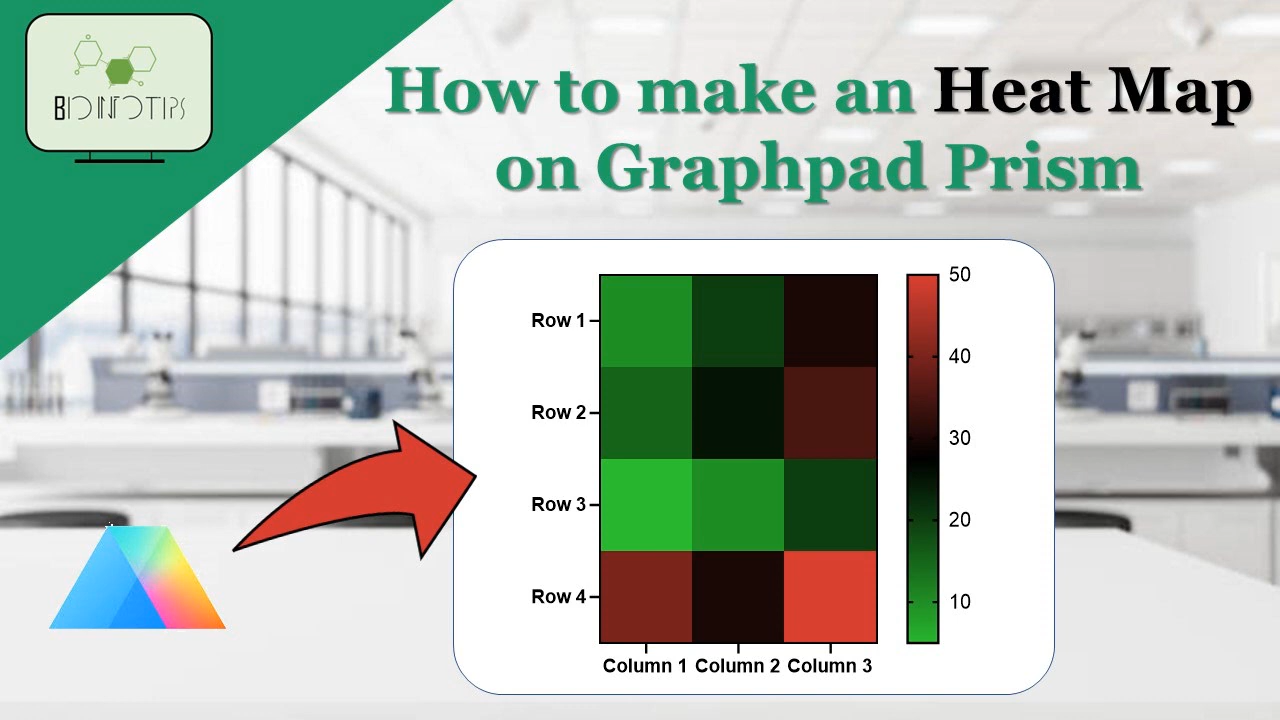 BIOINFOTIPS
How to make an Heat Map
on Graphpad Prism
50
Row 1
40
Row 2
30
Row 3
20
Row 4
10
Column 1 Column 2 Column 3